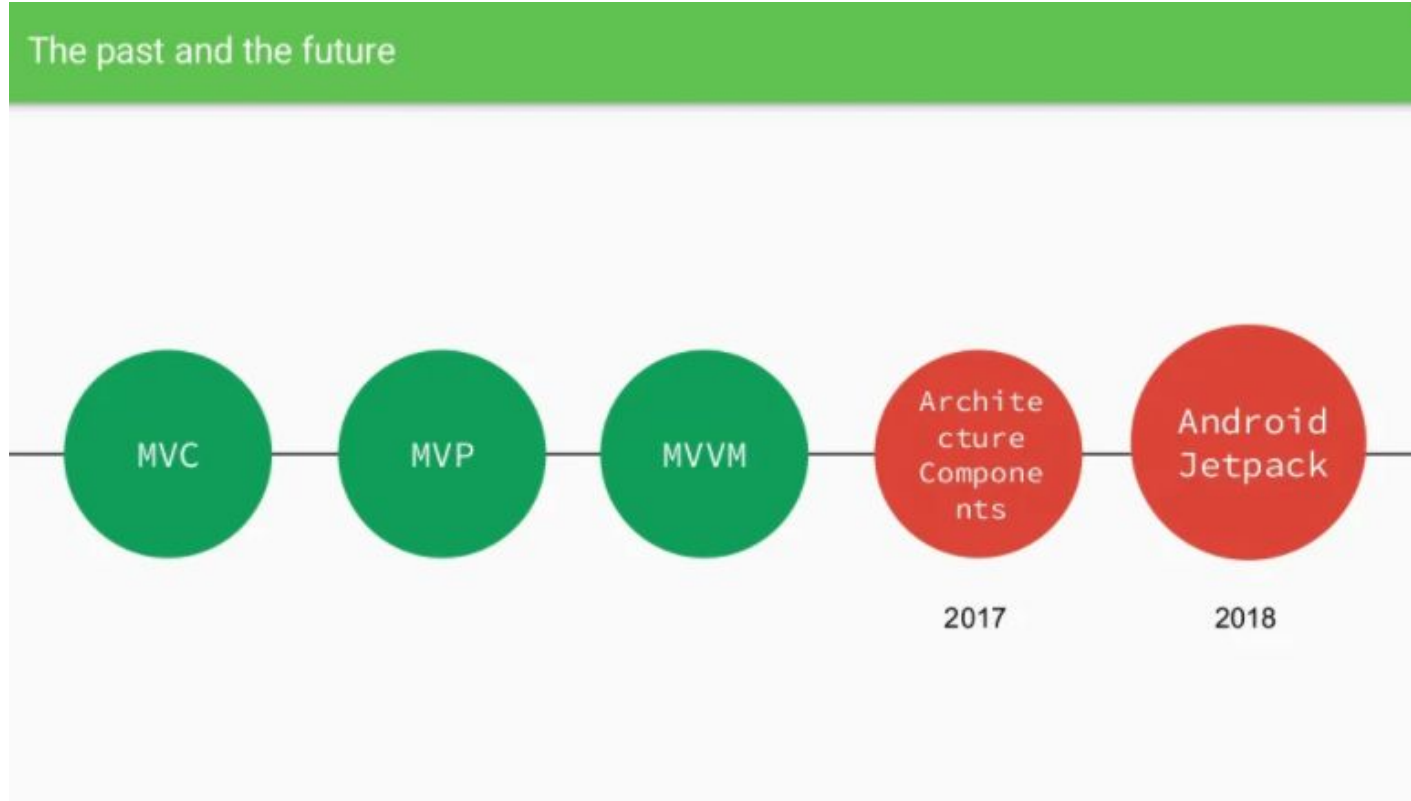 The past and the future
MVC
MVP
MVVM
Archite
cture
Compone
nts
Android
Jetpack
2017
2018